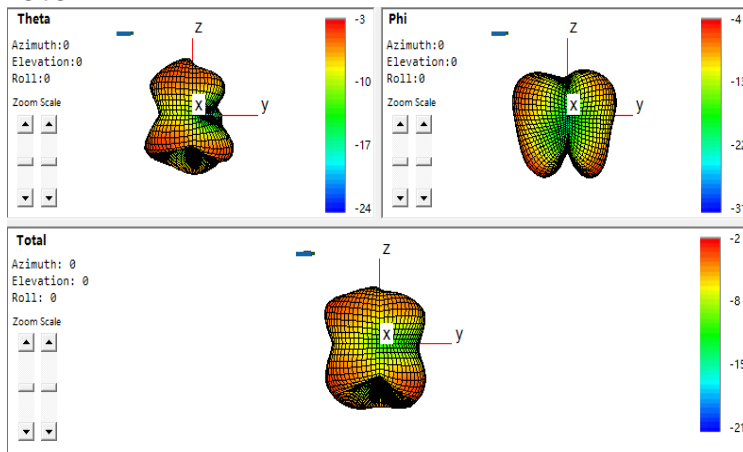 Theta
Azimuth:0
Elevation:0
Roll:0
Zoom Scale
z
x
y
-3
-10
-17
-24
Phi
Azimuth:0
Elevation:0
Roll:0
Zoom Scale
z
x
y
-4
-13
-22
-31
Total
Azimuth: 0
Elevation: 0
Roll: 0
Zoom Scale
z
x
y
-2
-8
-15
-21